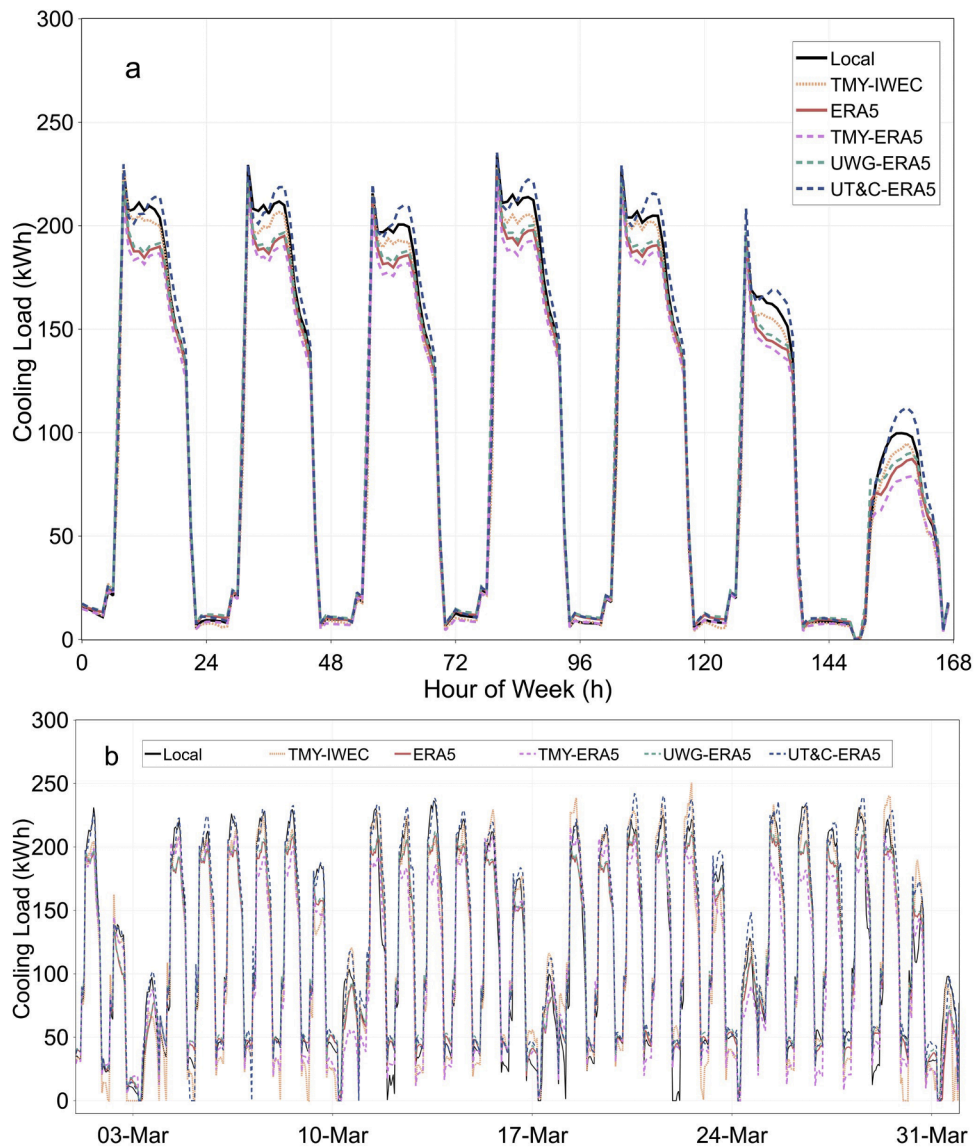 300
250
200
150
100
50
0
Cooling Load (kWh)
a
Local
TMY-IWEC
ERA5
TMY-ERA5
UWG-ERA5
UT&C-ERA5
0 24 48 72 96 120 144 168
Hour of Week (h)
300
250
200
150
100
50
0
Cooling Load (kWh)
b
Local TMY-IWEC ERA5 TMY-ERA5 UWG-ERA5 UT&C-ERA5
03-Mar 10-Mar 17-Mar 24-Mar 31-Mar